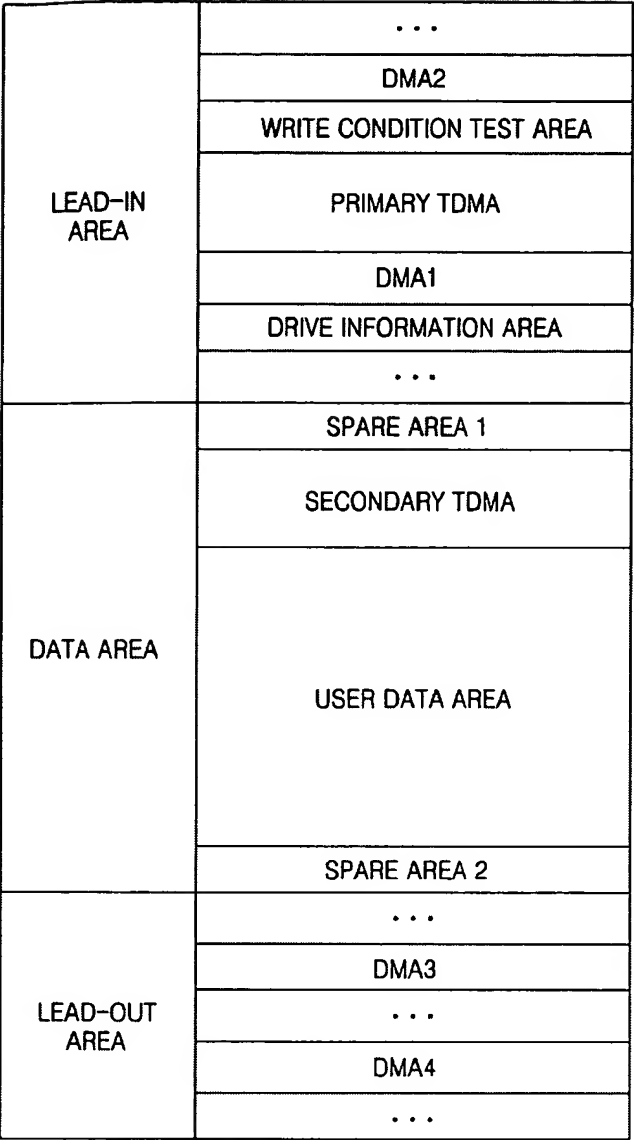 . . .
DMA2
WRITE CONDITION TEST AREA
LEAD-IN
AREA
PRIMARY TDMA
DMA1
DRIVE INFORMATION AREA
. . .
SPARE AREA 1
SECONDARY TDMA
DATA AREA
USER DATA AREA
SPARE AREA 2
. . .
DMA3
LEAD-OUT
AREA
. . .
DMA4
. . .